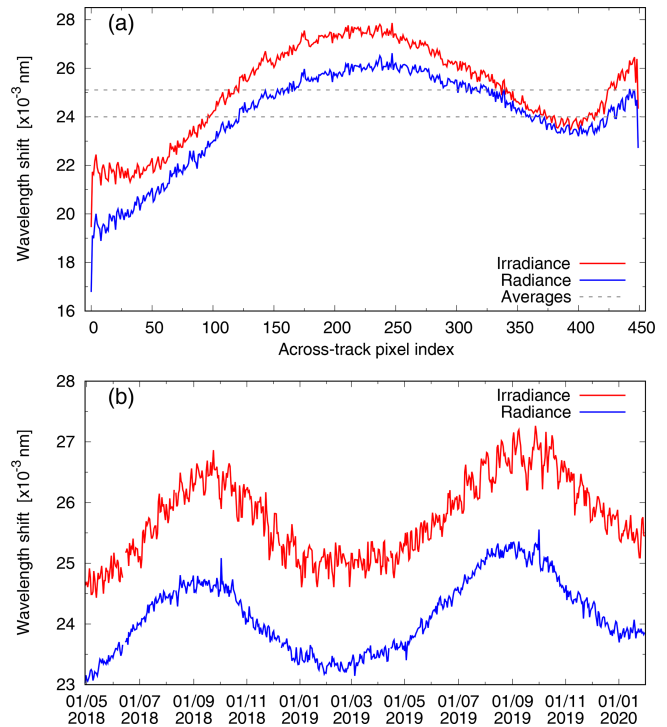 (a)
28
26
24
22
20
18
16
Wavelength shift [x10⁻³ nm]
Irradiance
Radiance
Averages
0 50 100 150 200 250 300 350 400 450
Across-track pixel index
(b)
28
27
26
25
24
23
Wavelength shift [x10⁻³ nm]
Irradiance
Radiance
01/05 01/07 01/09 01/11 01/01 01/03 01/05 01/07 01/09 01/11 01/01
2018 2018 2018 2018 2019 2019 2019 2019 2019 2019 2020